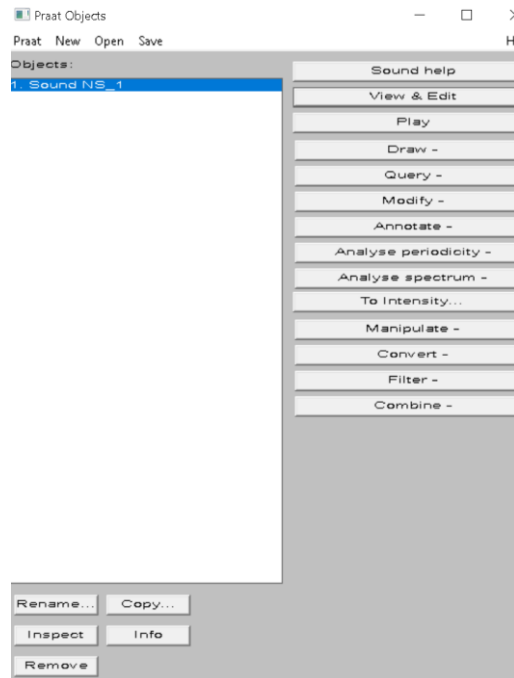 Praat Objects
Praat New Open Save H
Objects:
1. Sound NS_1
Sound help
View & Edit
Play
Draw -
Query -
Modify -
Annotate -
Analyse periodicity -
Analyse spectrum -
To Intensity...
Manipulate -
Convert -
Filter -
Combine -
Rename... Copy...
Inspect Info
Remove